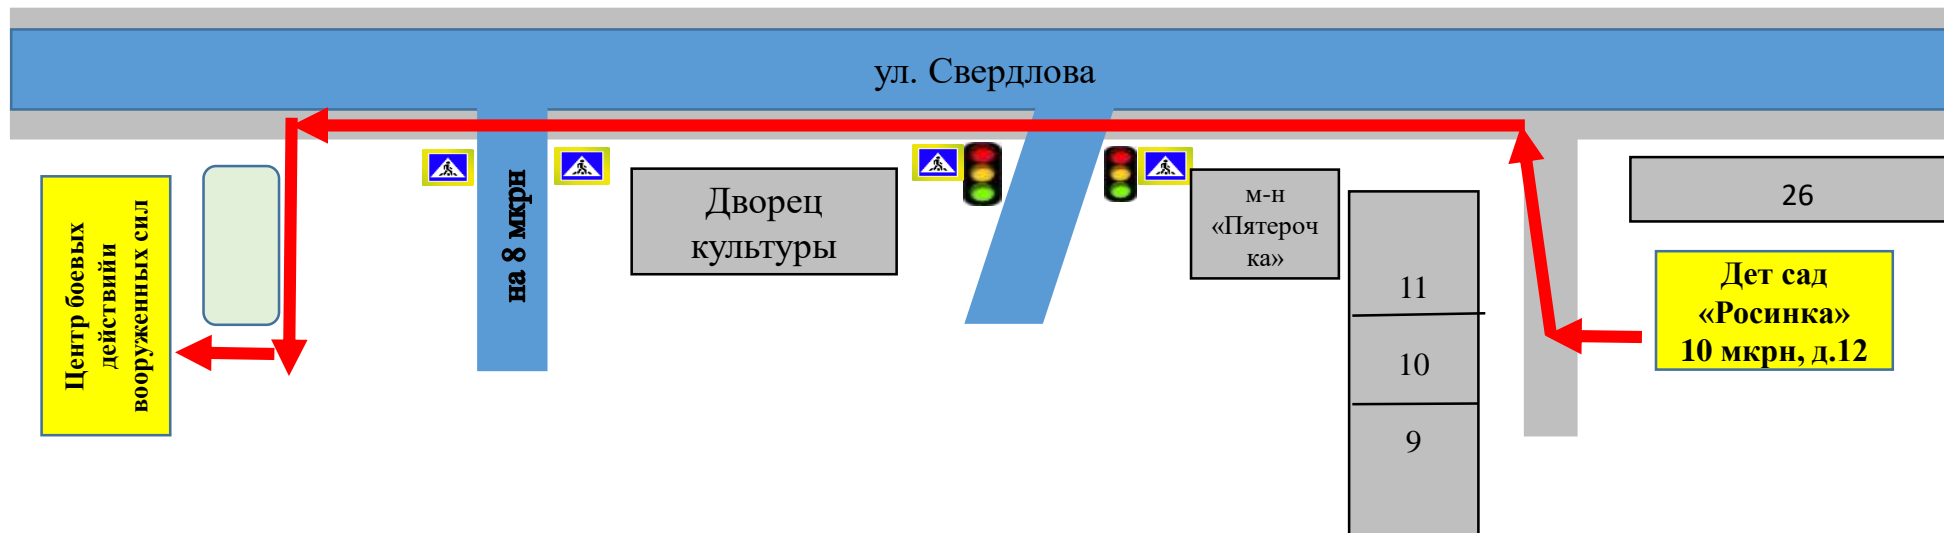 ул. Свердлова
Центр боевых
действийи
вооруженных сил
на 8 мкрн
Дворец
культуры
м-н
«Пятероч
ка»
11
10
9
26
Дет сад
«Росинка»
10 мкрн, д.12